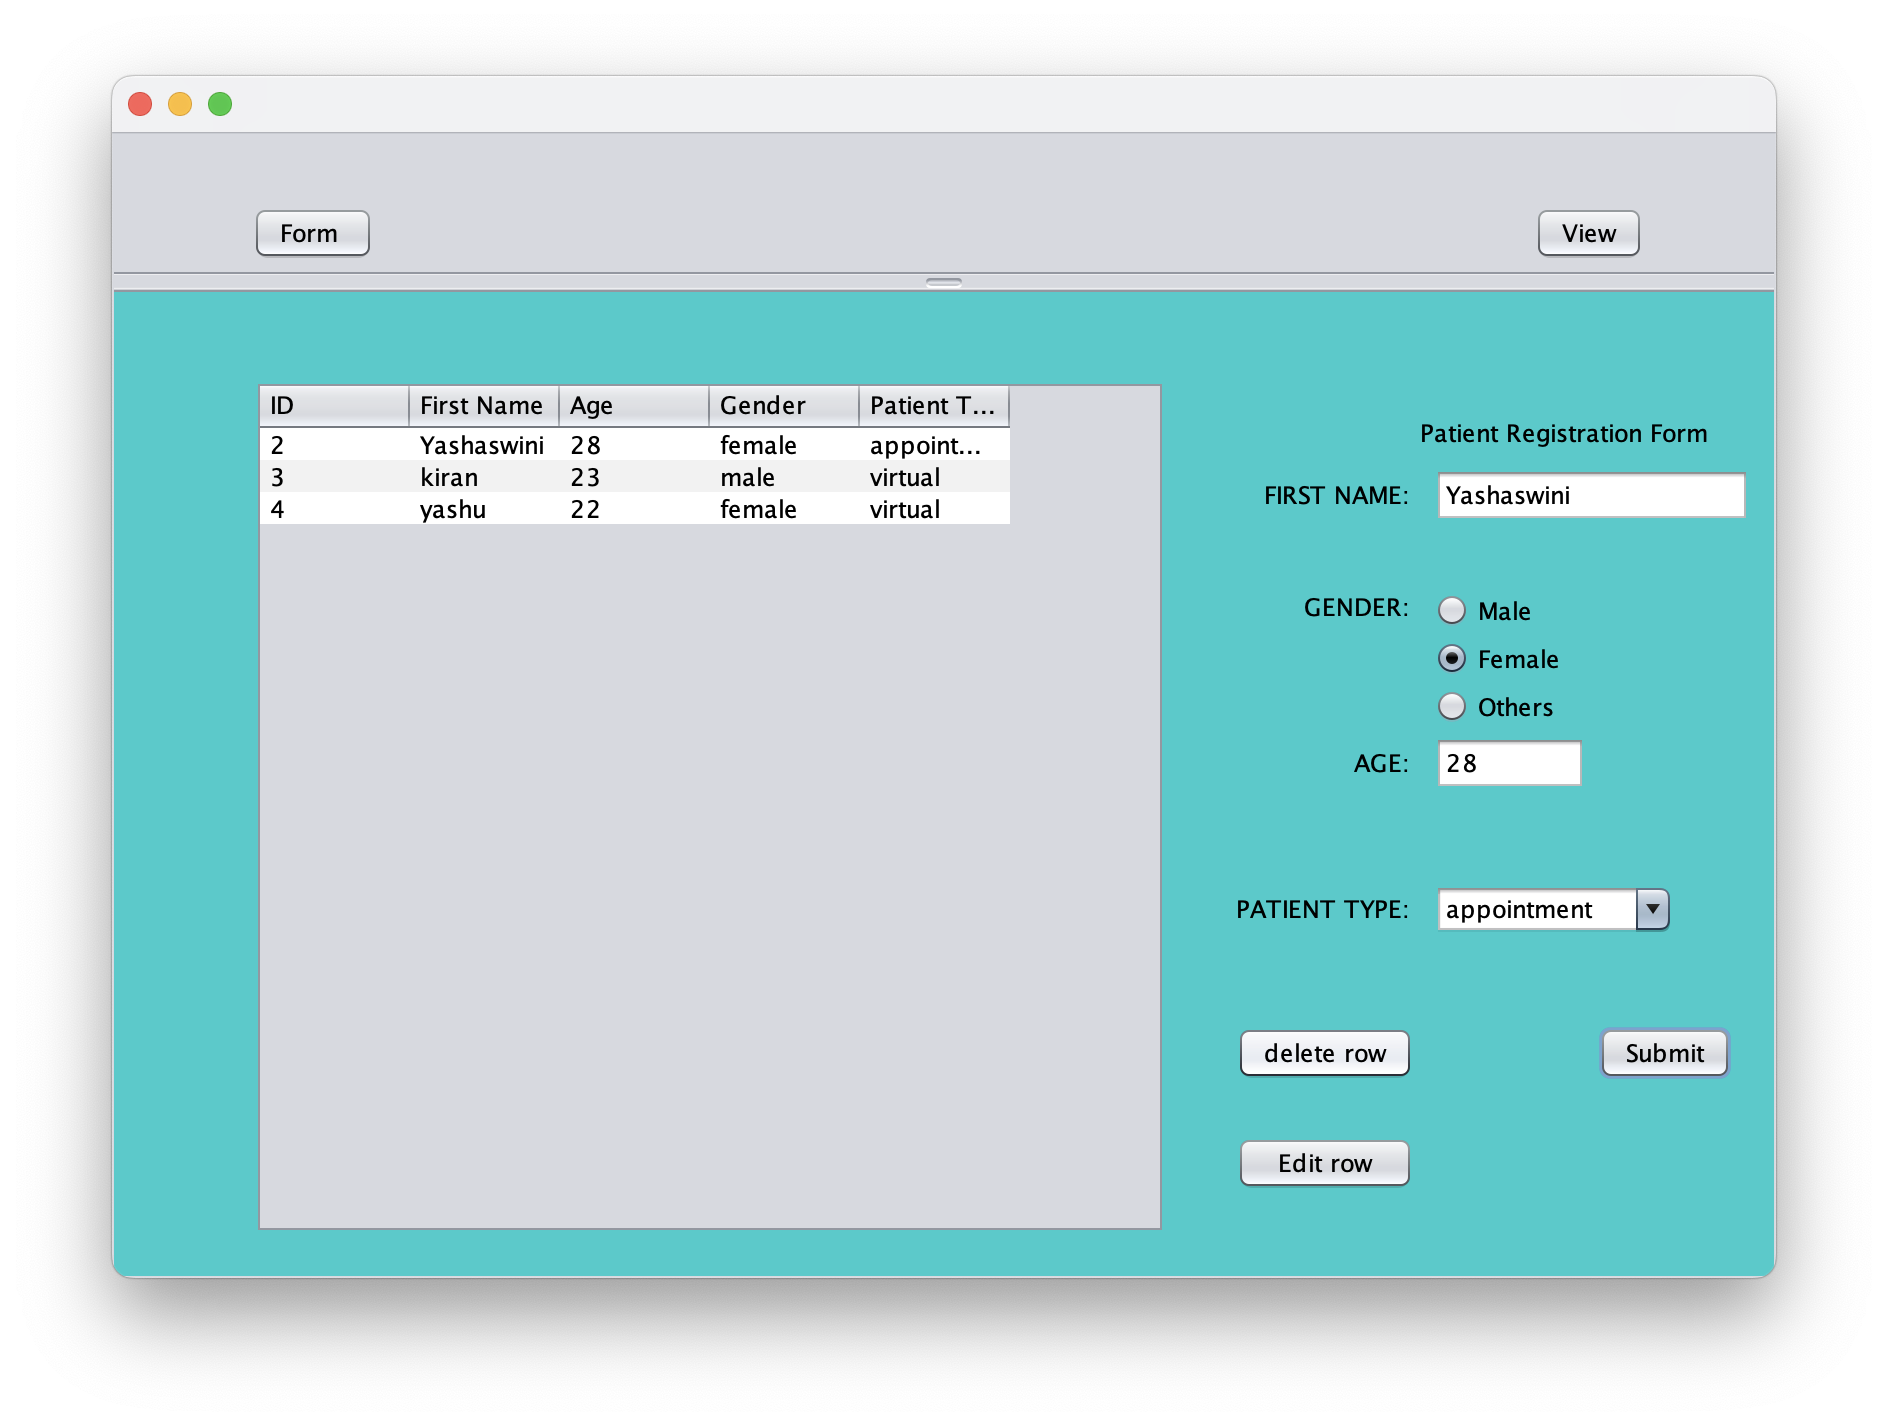 Form View
ID First Name Age Gender Patient T...
2 Yashaswini 28 female appoint...
3 kiran 23 male virtual
4 yashu 22 female virtual
Patient Registration Form
FIRST NAME: Yashaswini
GENDER: Male
Female
Others
AGE: 28
PATIENT TYPE: appointment
delete row Submit
Edit row